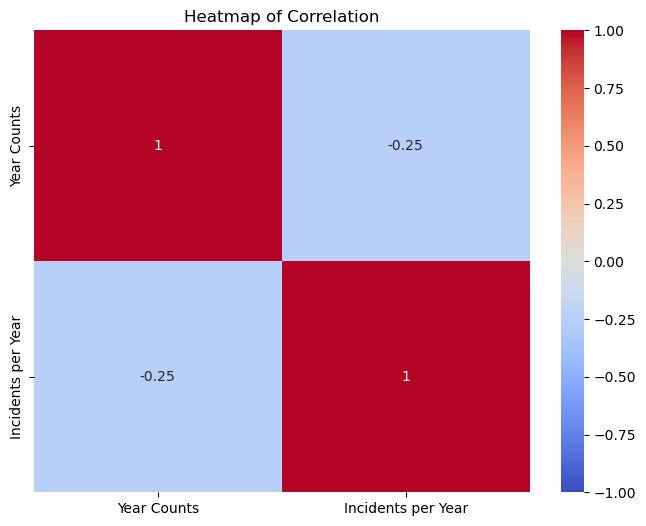 Heatmap of Correlation
Year Counts
Incidents per Year
1
-0.25
-0.25
1
Year Counts
Incidents per Year
1.00
0.75
0.50
0.25
0.00
−0.25
−0.50
−0.75
−1.00